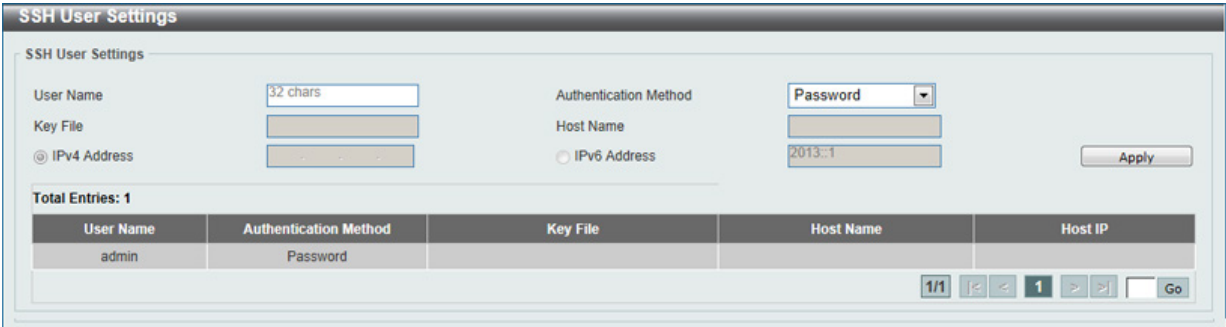 SSH User Settings
SSH User Settings
User Name 32 chars Authentication Method Password
Key File Host Name
IPv4 Address . . . IPv6 Address 2013::1 Apply
Total Entries: 1
User Name Authentication Method Key File Host Name Host IP
admin Password
1/1 |< < 1 > >| Go